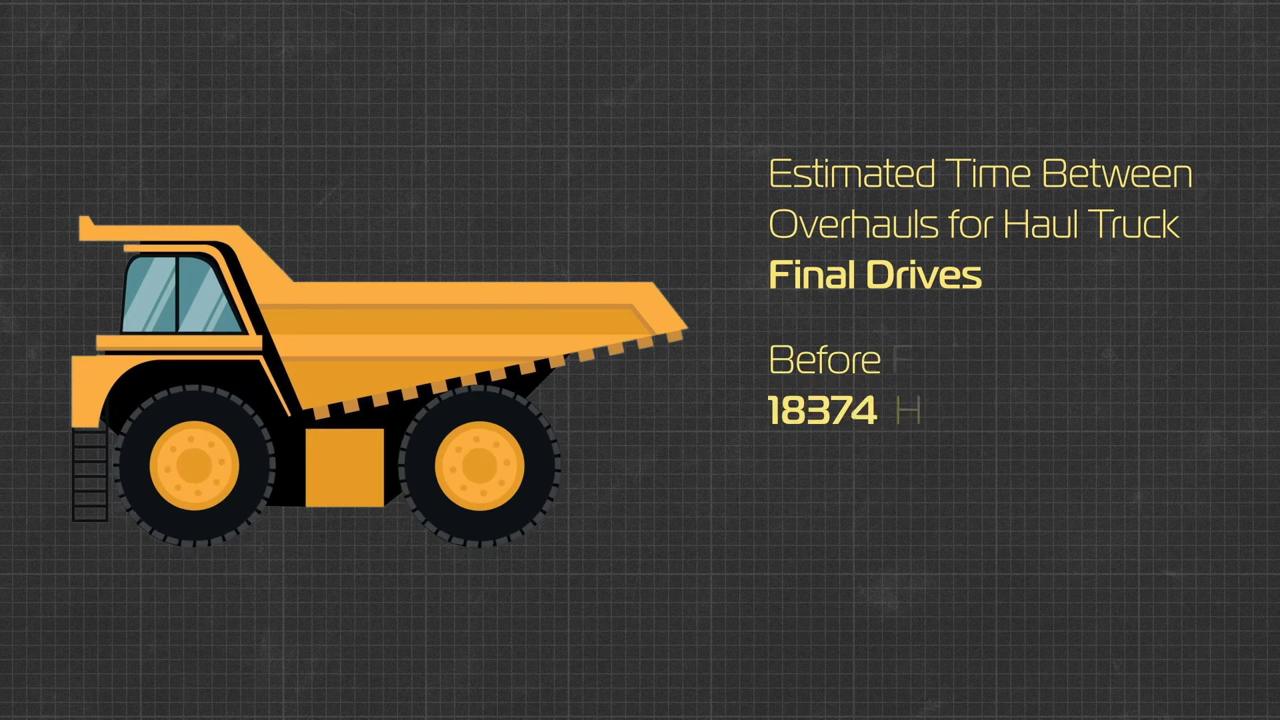 Estimated Time Between
Overhauls for Haul Truck
Final Drives
Before F
18374 H